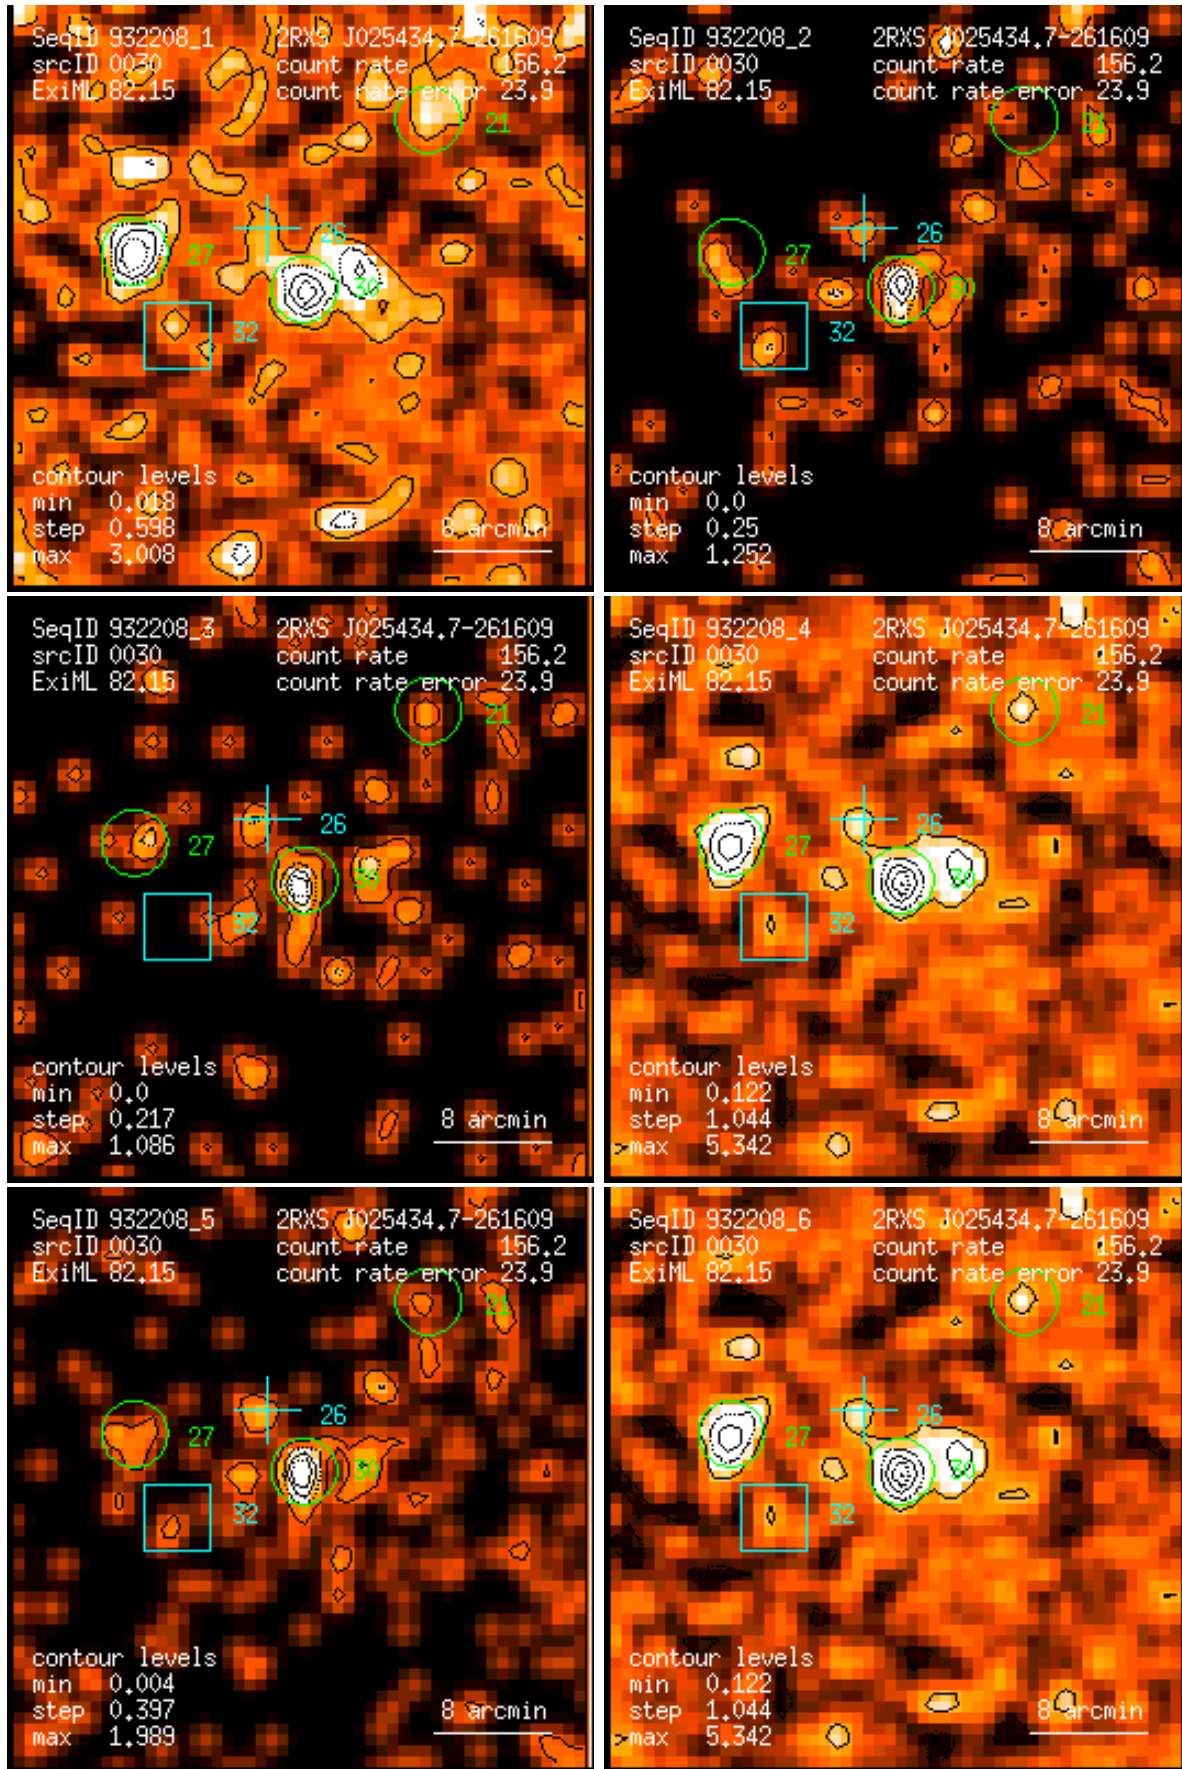 SeqID 932208_1 2RXS J025434.7-261609
srcID 0030 count rate 156.2
ExiML 82.15 count rate error 23.9
21
26
27
30
32
contour levels
min 0.018
step 0.598 8 arcmin
max 3.008
SeqID 932208_2 2RXS J025434.7-261609
srcID 0030 count rate 156.2
ExiML 82.15 count rate error 23.9
21
26
27
30
32
contour levels
min 0.0
step 0.25 8 arcmin
max 1.252
SeqID 932208_3 2RXS J025434.7-261609
srcID 0030 count rate 156.2
ExiML 82.15 count rate error 23.9
21
26
27
30
32
contour levels
min 0.0
step 0.217 8 arcmin
max 1.086
SeqID 932208_4 2RXS J025434.7-261609
srcID 0030 count rate 156.2
ExiML 82.15 count rate error 23.9
21
26
27
30
32
contour levels
min 0.122
step 1.044 8 arcmin
max 5.342
SeqID 932208_5 2RXS J025434.7-261609
srcID 0030 count rate 156.2
ExiML 82.15 count rate error 23.9
21
26
27
30
32
contour levels
min 0.004
step 0.397 8 arcmin
max 1.989
SeqID 932208_6 2RXS J025434.7-261609
srcID 0030 count rate 156.2
ExiML 82.15 count rate error 23.9
21
26
27
30
32
contour levels
min 0.122
step 1.044 8 arcmin
max 5.342